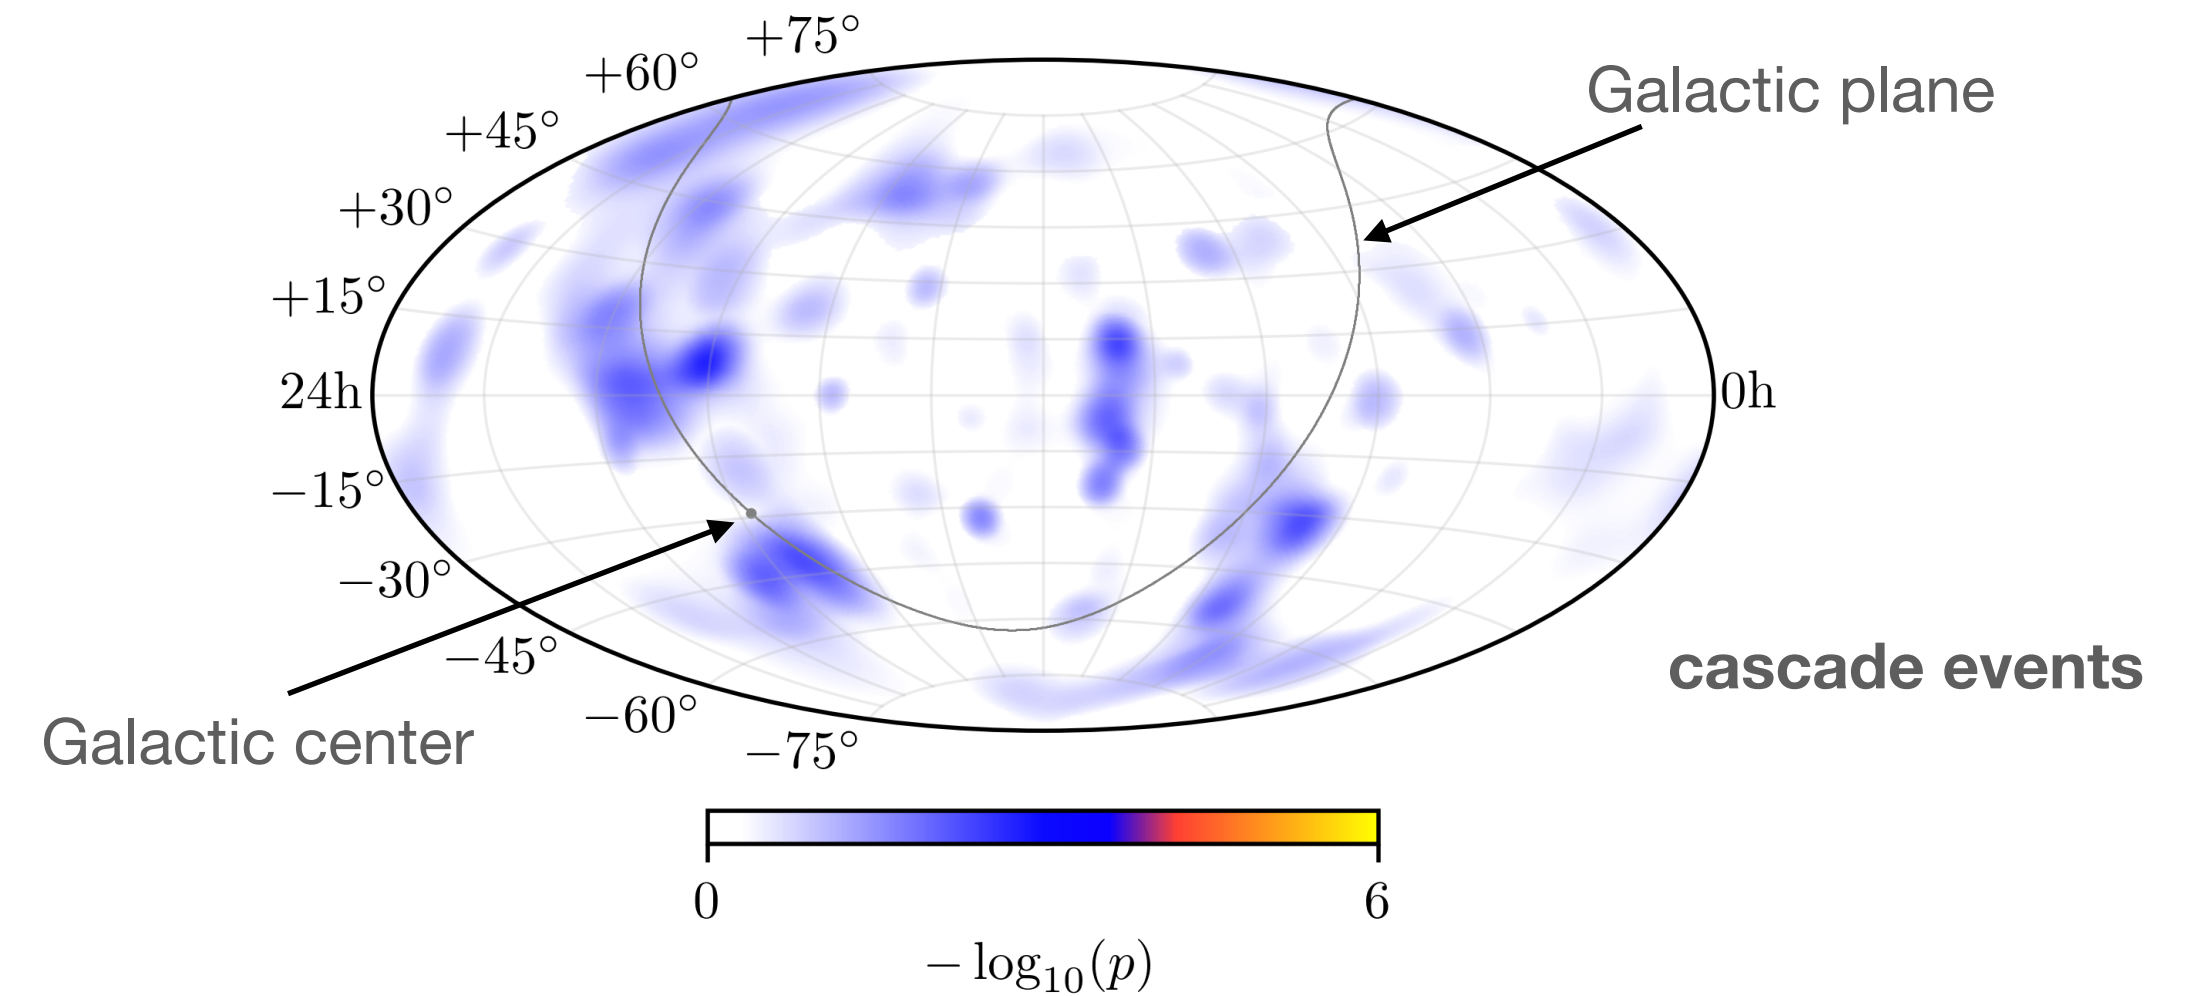 +75°
+60°
Galactic plane
+45°
+30°
+15°
24h
0h
−15°
−30°
−45°
cascade events
−60°
Galactic center
−75°
0
6
− log₁₀(p)